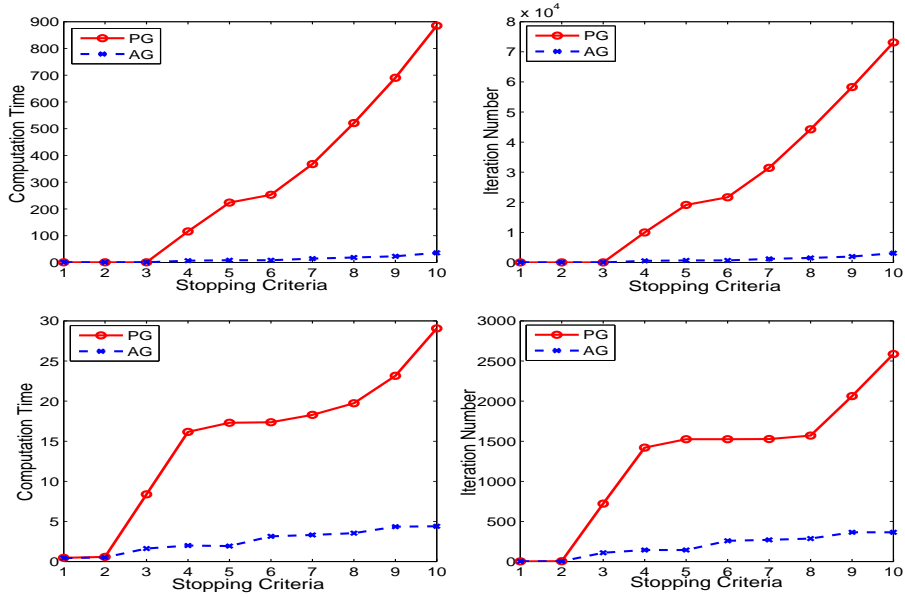 900
800
700
600
500
400
300
200
100
0
Computation Time
PG
AG
1 2 3 4 5 6 7 8 9 10
Stopping Criteria
x 10^4
8
7
6
5
4
3
2
1
0
Iteration Number
PG
AG
1 2 3 4 5 6 7 8 9 10
Stopping Criteria
30
25
20
15
10
5
0
Computation Time
PG
AG
1 2 3 4 5 6 7 8 9 10
Stopping Criteria
3000
2500
2000
1500
1000
500
0
Iteration Number
PG
AG
1 2 3 4 5 6 7 8 9 10
Stopping Criteria